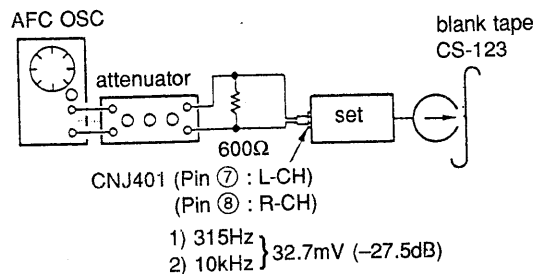 AFC OSC
blank tape
CS-123
attenuator
set
600Ω
CNJ401 (Pin ⑦ : L-CH)
(Pin ⑧ : R-CH)
1) 315Hz
2) 10kHz
32.7mV (–27.5dB)